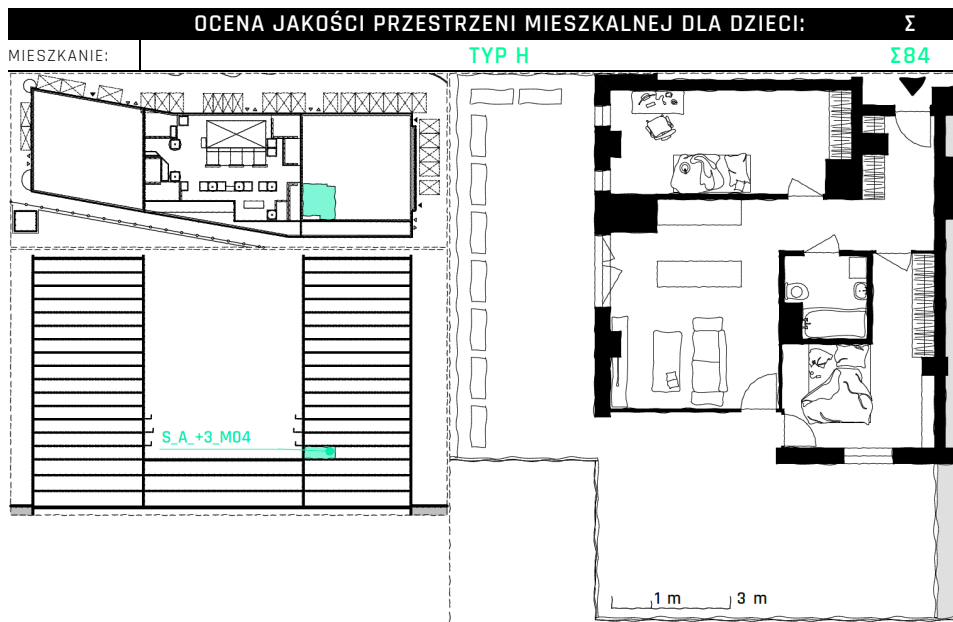 OCENA JAKOŚCI PRZESTRZENI MIESZKALNEJ DLA DZIECI: Σ
MIESZKANIE: TYP H Σ84
S_A_+3_M04
1 m 3 m